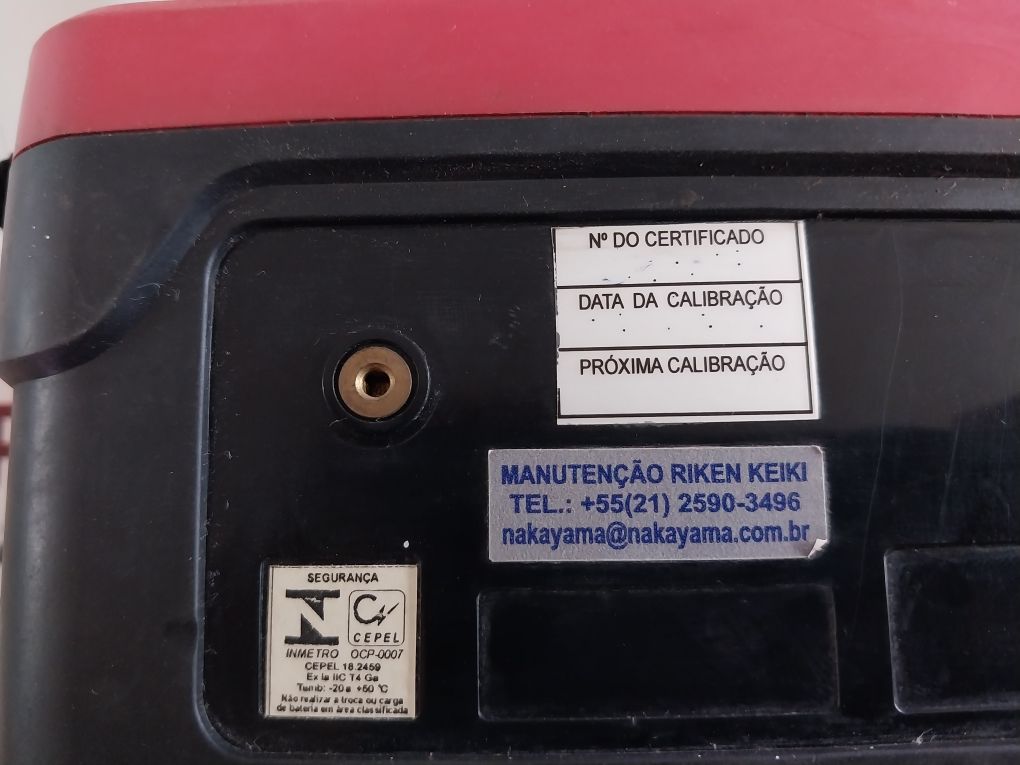 Nº DO CERTIFICADO
DATA DA CALIBRAÇÃO
PRÓXIMA CALIBRAÇÃO
MANUTENÇÃO RIKEN KEIKI
TEL.: +55(21) 2590-3496
nakayama@nakayama.com.br
SEGURANÇA
CEPEL
INMETRO OCP-0007
CEPEL 18.2459
Ex ia IIC T4 Ga
Tamb: -20 a +50 °C
Não realizar a troca ou carga
de bateria em área classificada